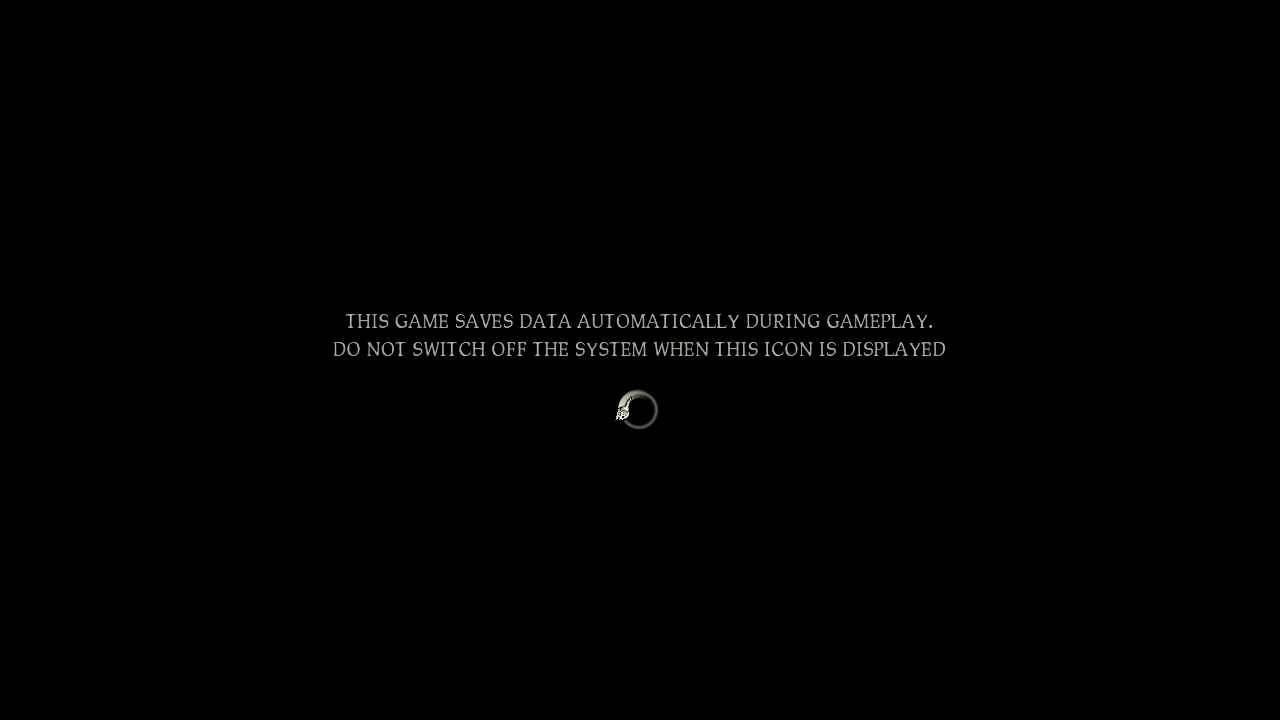 THIS GAME SAVES DATA AUTOMATICALLY DURING GAMEPLAY.
DO NOT SWITCH OFF THE SYSTEM WHEN THIS ICON IS DISPLAYED